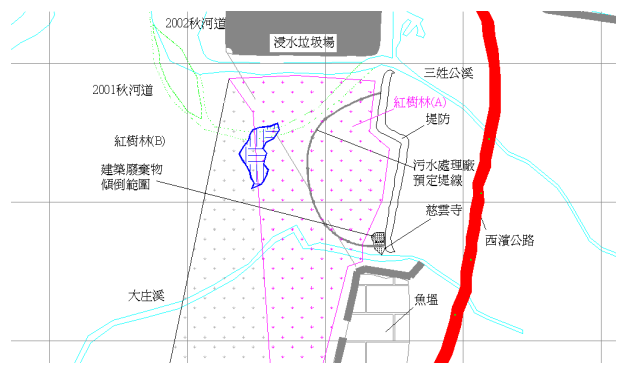 2002秋河道
浸水垃圾場
三姓公溪
2001秋河道
紅樹林(A)
堤防
紅樹林(B)
污水處理廠
預定堤線
建築廢棄物
傾倒範圍
慈雲寺
西濱公路
大庄溪
魚塭